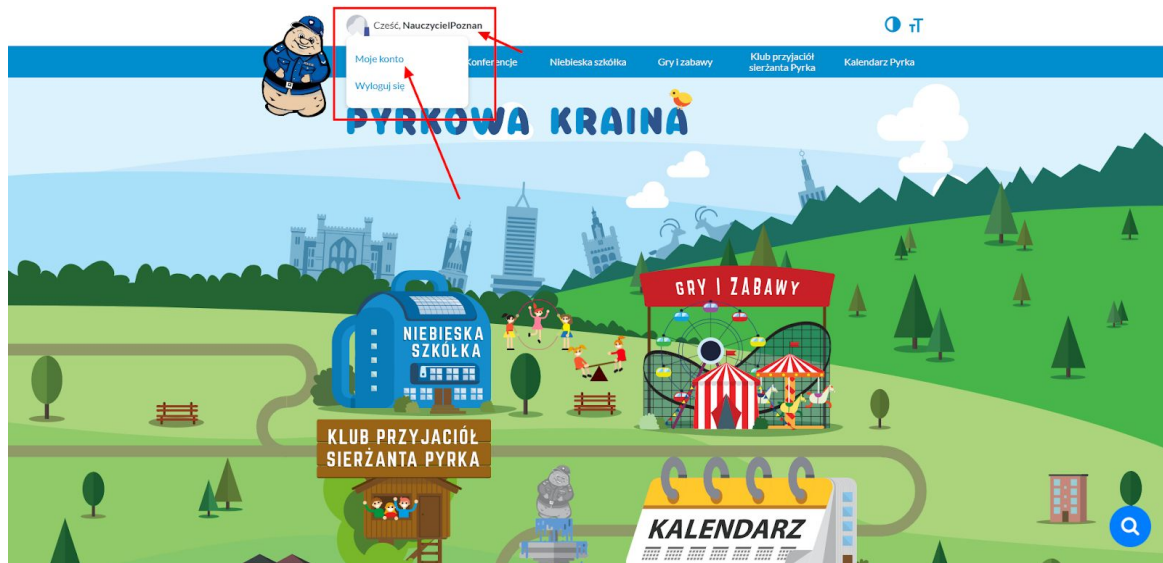 Cześć, NauczycielPoznan
Moje konto
Wyloguj się
Konferencje
Niebieska szkółka
Gry i zabawy
Klub przyjaciół
sierżanta Pyrka
Kalendarz Pyrka
PYRKOWA KRAINA
GRY I ZABAWY
NIEBIESKA
SZKÓŁKA
KLUB PRZYJACIÓŁ
SIERŻANTA PYRKA
KALENDARZ